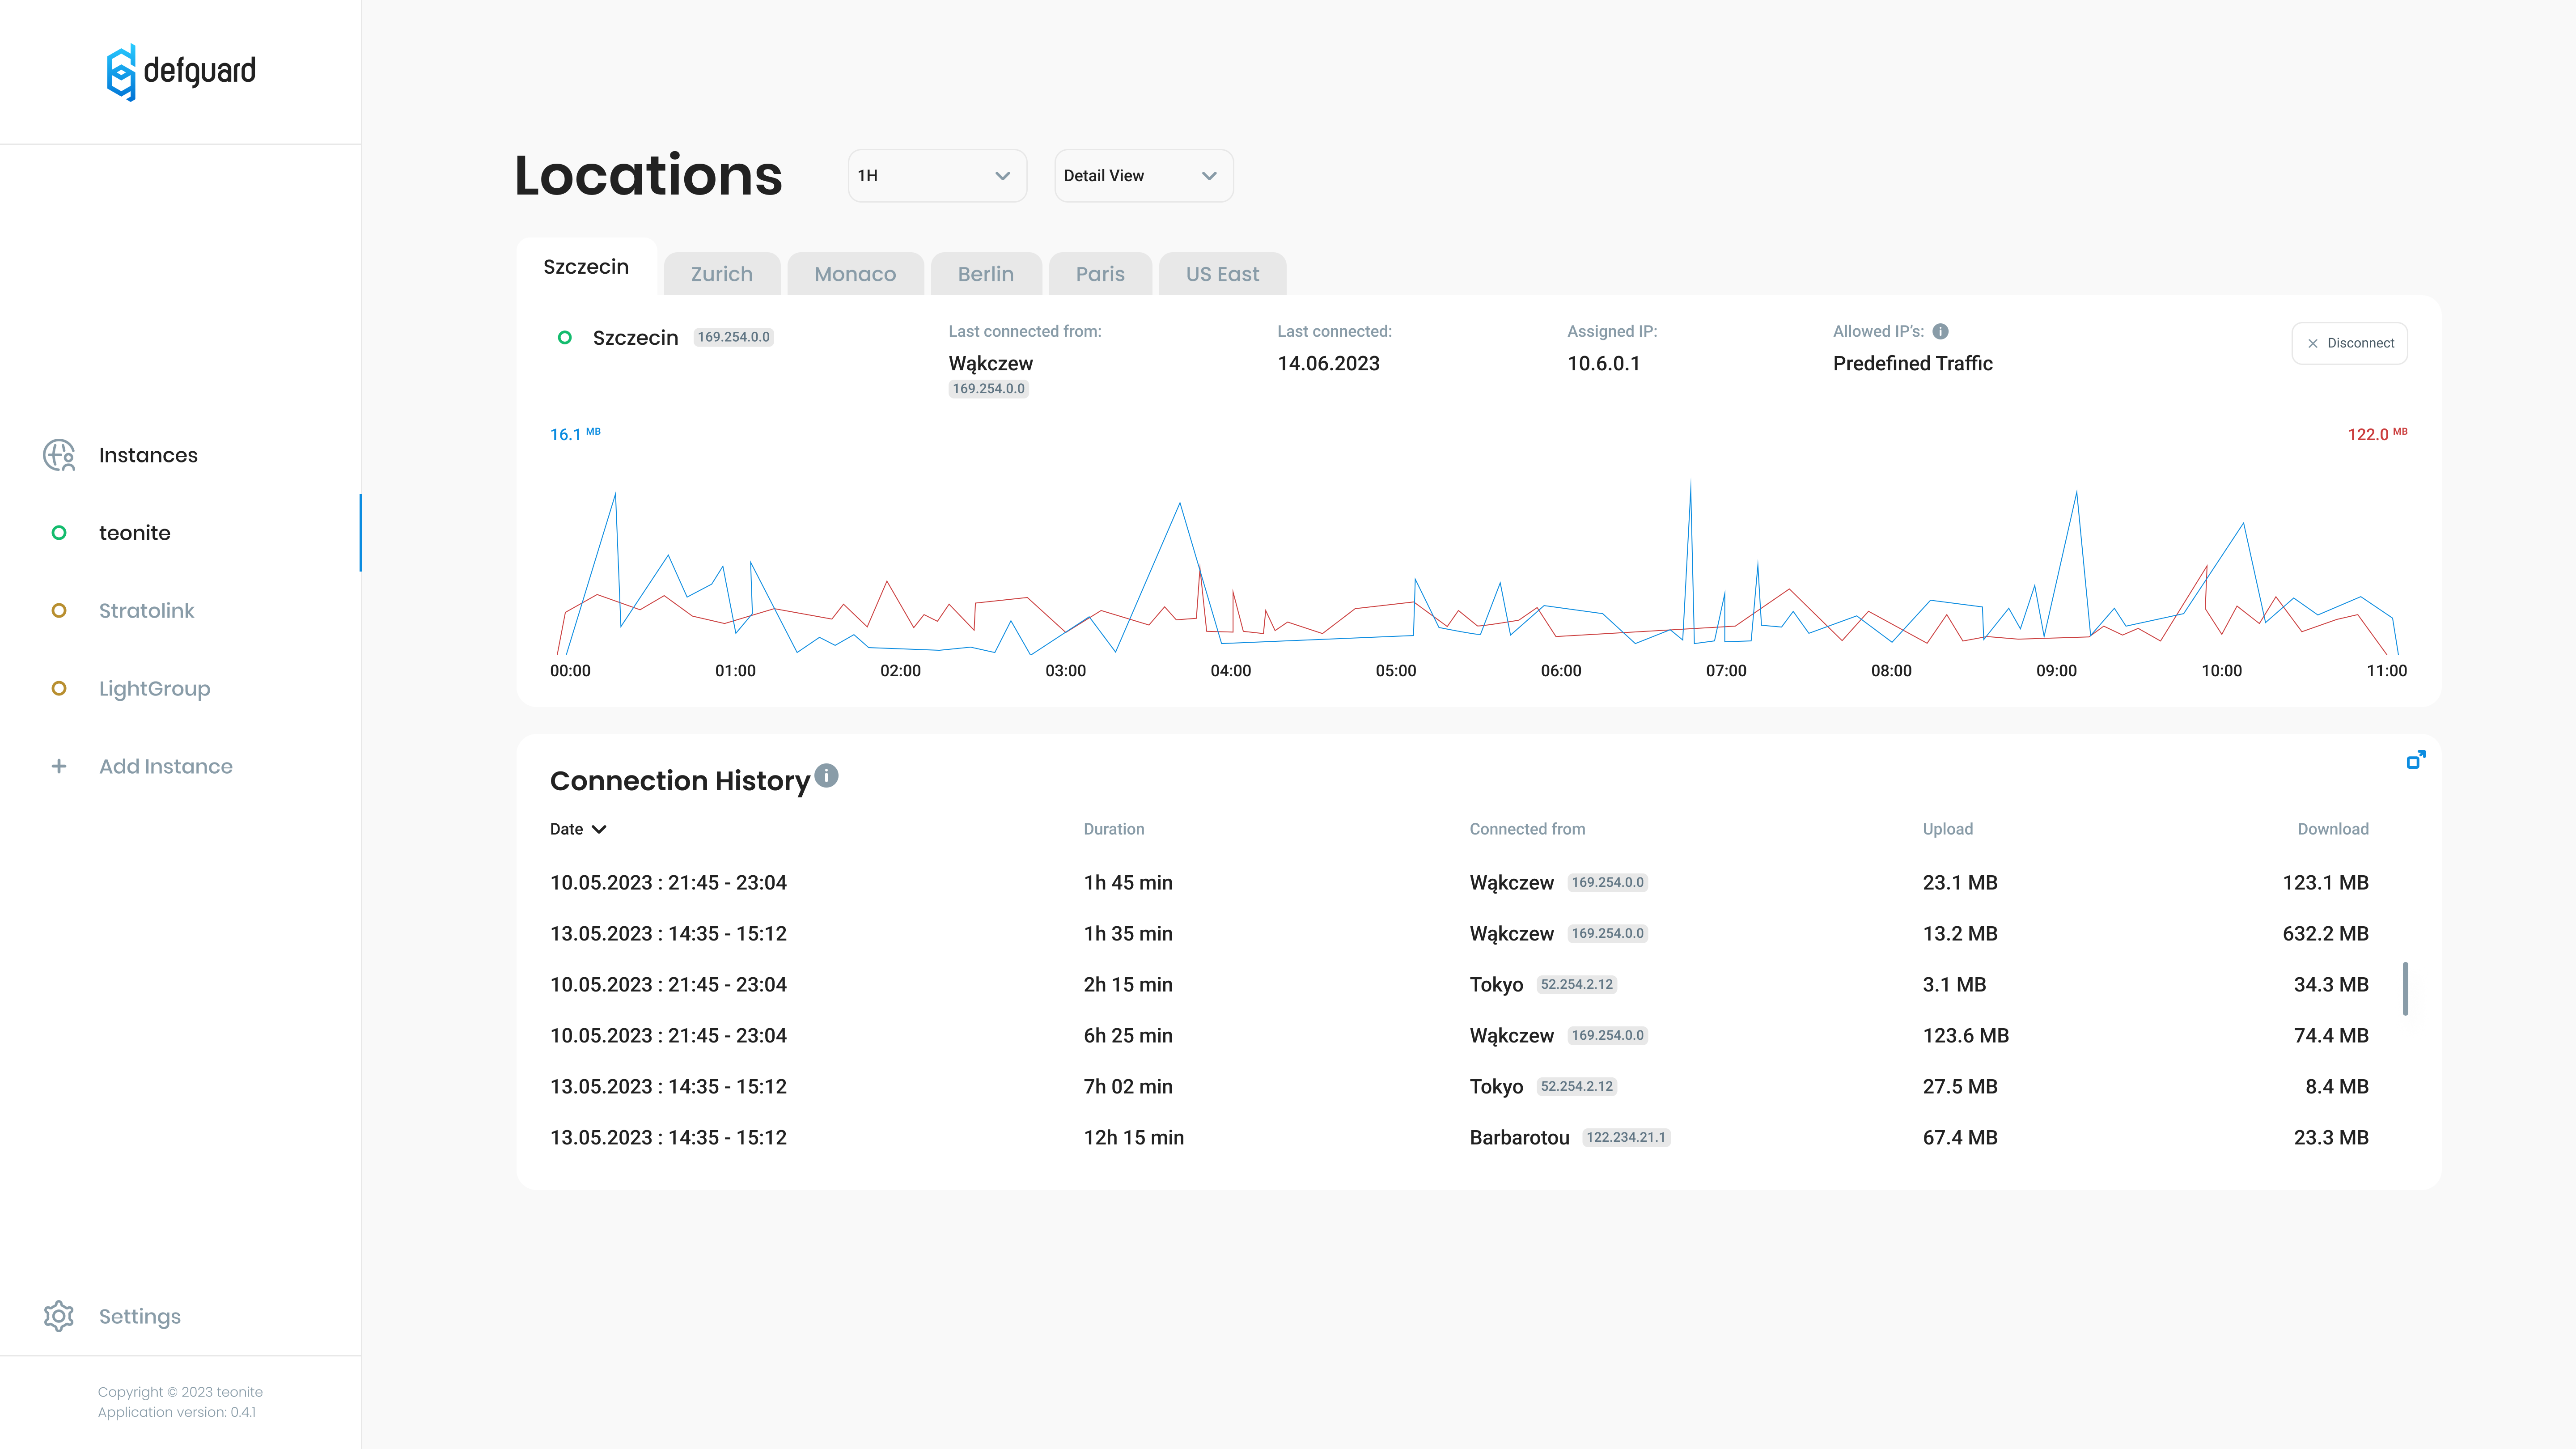 defguard
Instances
teonite
Stratolink
LightGroup
Add Instance
Settings
Copyright © 2023 teonite
Application version: 0.4.1
Locations
1H
Detail View
Szczecin
Zurich
Monaco
Berlin
Paris
US East
Szczecin 169.254.0.0
Last connected from:
Wąkczew
169.254.0.0
Last connected:
14.06.2023
Assigned IP:
10.6.0.1
Allowed IP's:
Predefined Traffic
Disconnect
16.1 MB
122.0 MB
00:00 01:00 02:00 03:00 04:00 05:00 06:00 07:00 08:00 09:00 10:00 11:00
Connection History
Date Duration Connected from Upload Download
10.05.2023 : 21:45 - 23:04 1h 45 min Wąkczew 169.254.0.0 23.1 MB 123.1 MB
13.05.2023 : 14:35 - 15:12 1h 35 min Wąkczew 169.254.0.0 13.2 MB 632.2 MB
10.05.2023 : 21:45 - 23:04 2h 15 min Tokyo 52.254.2.12 3.1 MB 34.3 MB
10.05.2023 : 21:45 - 23:04 6h 25 min Wąkczew 169.254.0.0 123.6 MB 74.4 MB
13.05.2023 : 14:35 - 15:12 7h 02 min Tokyo 52.254.2.12 27.5 MB 8.4 MB
13.05.2023 : 14:35 - 15:12 12h 15 min Barbarotou 122.234.21.1 67.4 MB 23.3 MB